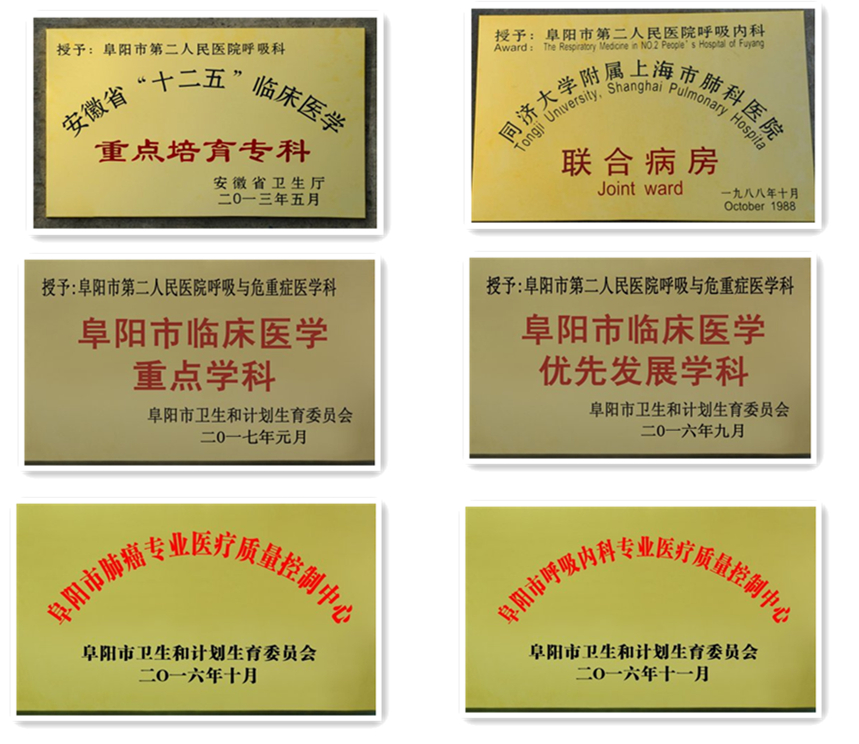 授予：阜阳市第二人民医院呼吸科
安徽省“十二五”临床医学
重点培育专科
安徽省卫生厅
二〇一三年五月
授予：阜阳市第二人民医院呼吸内科
Award： The Respiratory Medicine in NO.2 People's Hospital of Fuyang
同济大学附属上海市肺科医院
Tongji University, Shanghai Pulmonary Hospita
联合病房
Joint ward
一九八八年十月
October 1988
授予:阜阳市第二人民医院呼吸与危重症医学科
阜阳市临床医学
重点学科
阜阳市卫生和计划生育委员会
二〇一七年元月
授予:阜阳市第二人民医院呼吸与危重症医学科
阜阳市临床医学
优先发展学科
阜阳市卫生和计划生育委员会
二〇一六年九月
阜阳市肺癌专业医疗质量控制中心
阜阳市卫生和计划生育委员会
二〇一六年十月
阜阳市呼吸内科专业医疗质量控制中心
阜阳市卫生和计划生育委员会
二〇一六年十一月